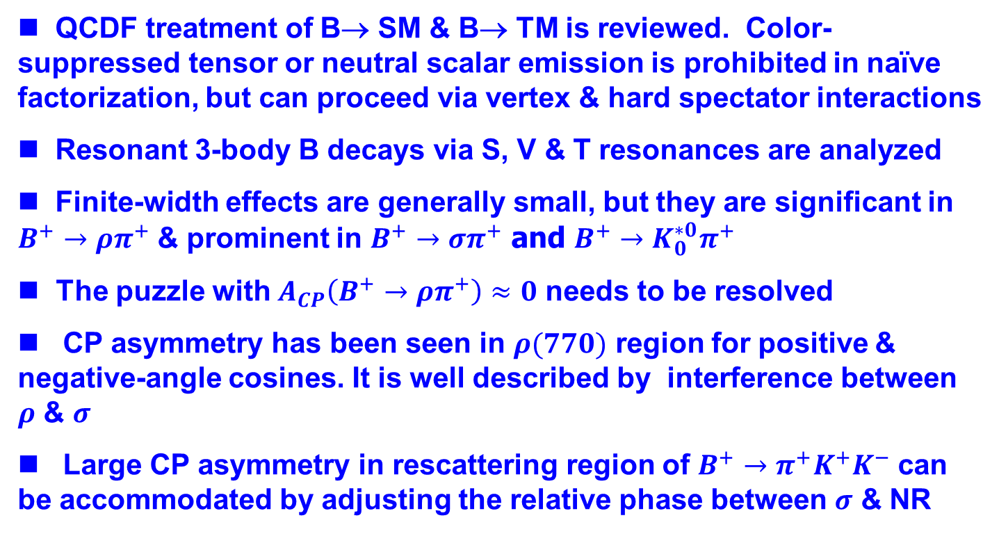 ■ QCDF treatment of B→ SM & B→ TM is reviewed. Color-
suppressed tensor or neutral scalar emission is prohibited in naïve
factorization, but can proceed via vertex & hard spectator interactions
■ Resonant 3-body B decays via S, V & T resonances are analyzed
■ Finite-width effects are generally small, but they are significant in
$B^+ \to \rho\pi^+$ & prominent in $B^+ \to \sigma\pi^+$ and $B^+ \to K_0^{*0}\pi^+$
■ The puzzle with $A_{CP}(B^+ \to \rho\pi^+) \approx 0$ needs to be resolved
■ CP asymmetry has been seen in $\rho(770)$ region for positive &
negative-angle cosines. It is well described by interference between
$\rho$ & $\sigma$
■ Large CP asymmetry in rescattering region of $B^+ \to \pi^+K^+K^-$ can
be accommodated by adjusting the relative phase between $\sigma$ & NR